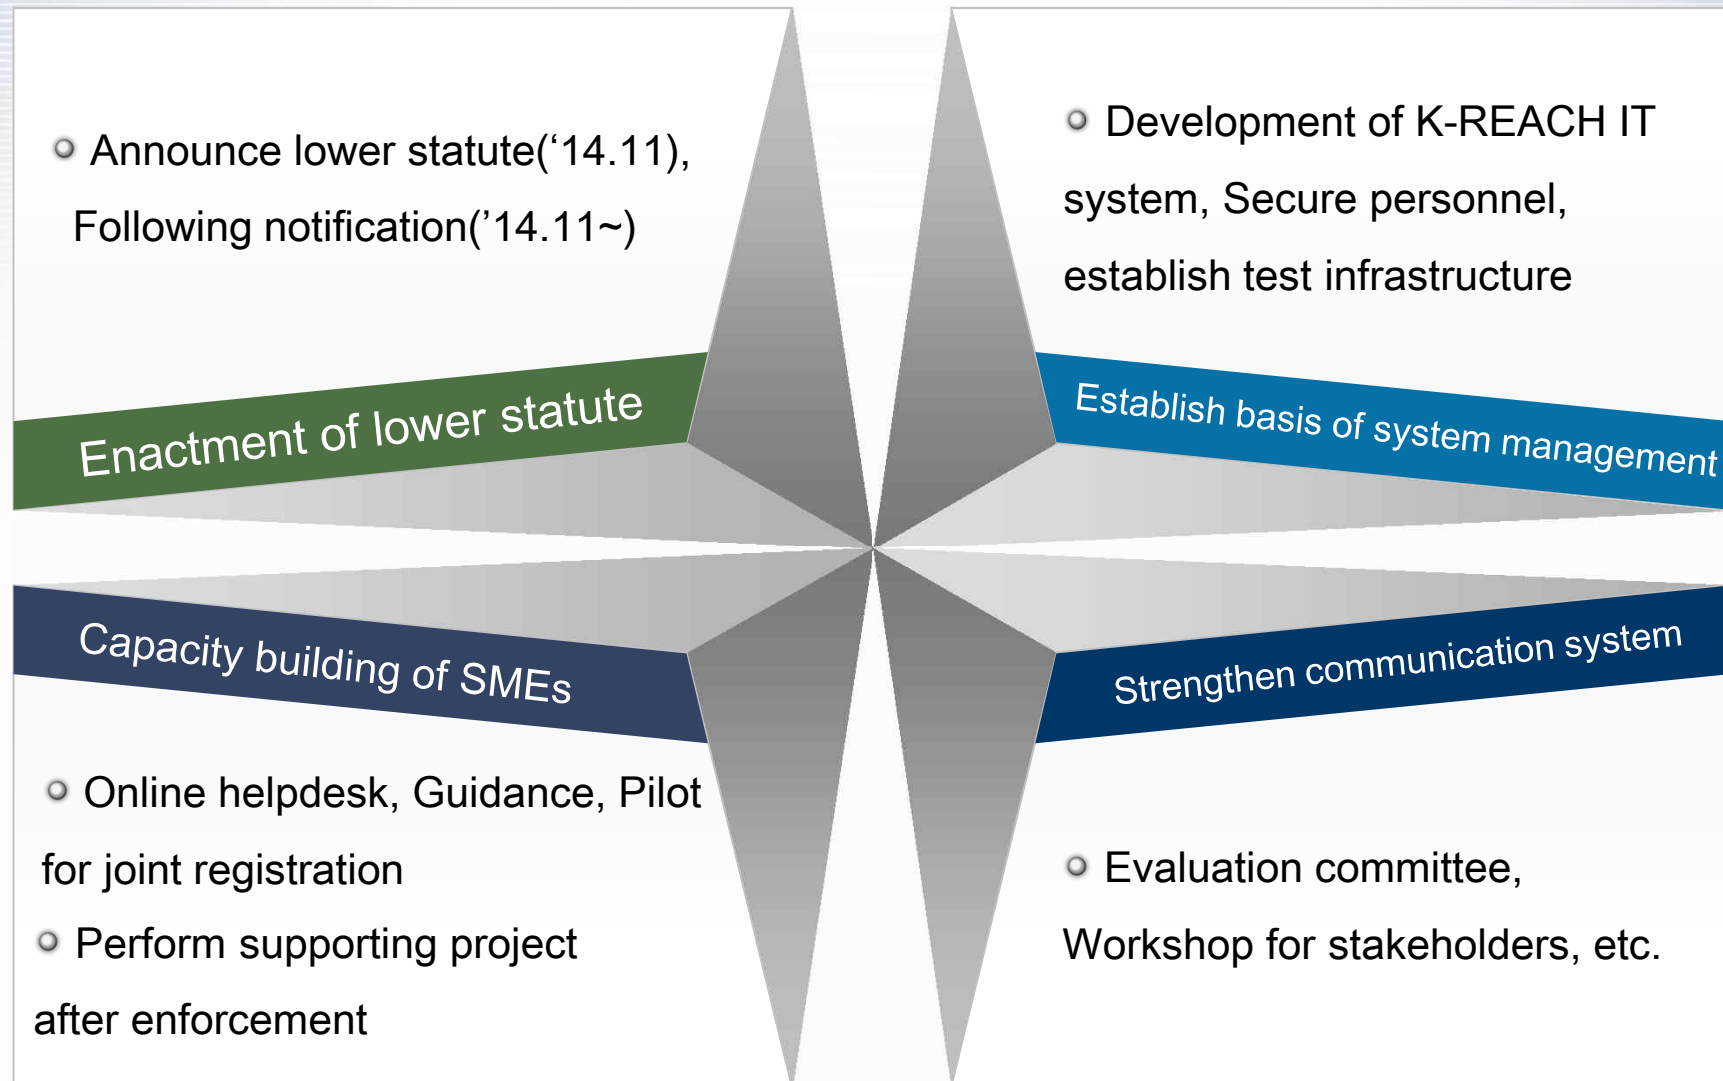 Announce lower statute(‘14.11),
Following notification(’14.11~)
Enactment of lower statute
Development of K-REACH IT
system, Secure personnel,
establish test infrastructure
Establish basis of system management
Capacity building of SMEs
Online helpdesk, Guidance, Pilot
for joint registration
Perform supporting project
after enforcement
Strengthen communication system
Evaluation committee,
Workshop for stakeholders, etc.